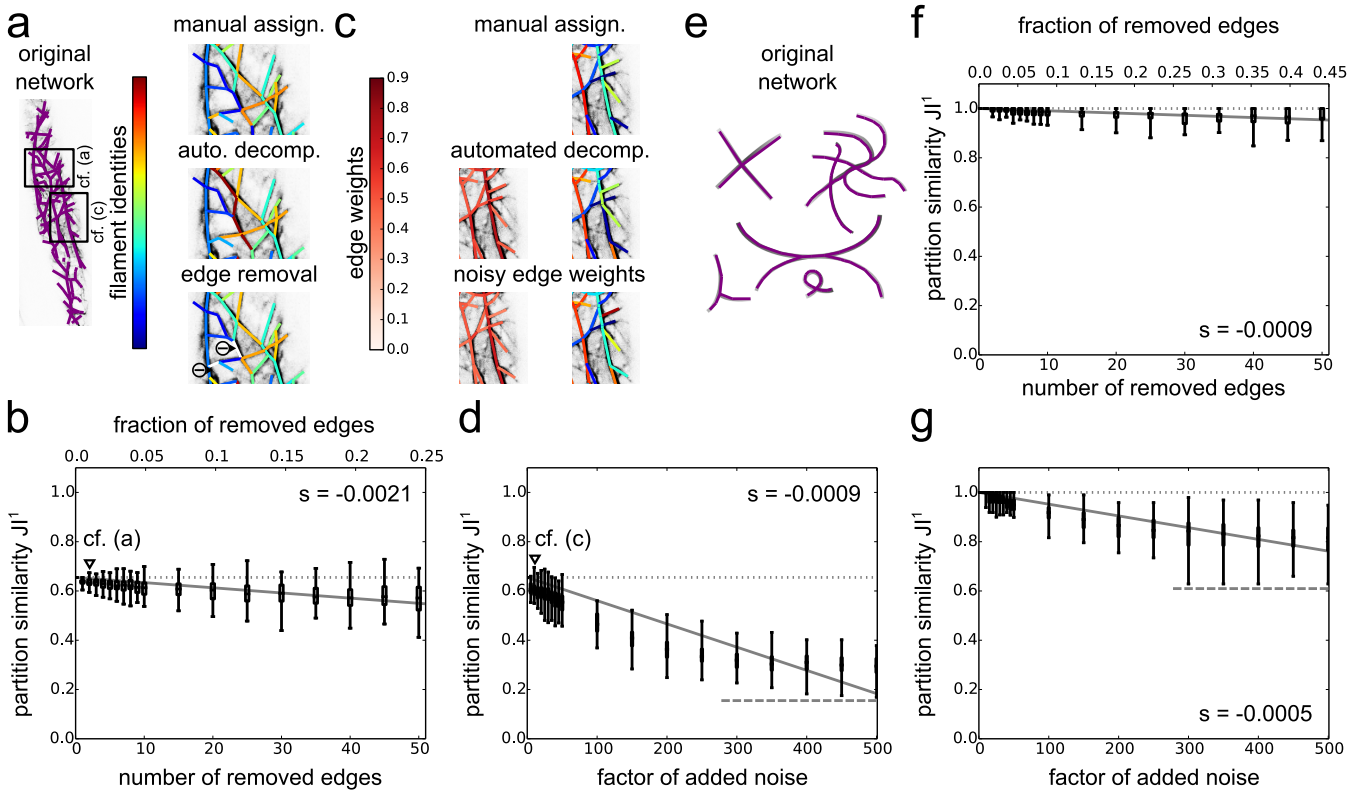 a
original
network
cf. (a)
cf. (c)
filament identities
manual assign.
auto. decomp.
edge removal
c
edge weights
0.9
0.8
0.7
0.6
0.5
0.4
0.3
0.2
0.1
0.0
manual assign.
automated decomp.
noisy edge weights
e
original
network
f
fraction of removed edges
0.0 0.05 0.1 0.15 0.2 0.25 0.3 0.35 0.4 0.45
partition similarity JI¹
1.0
0.8
0.6
0.4
0.2
0.0
s = -0.0009
0 10 20 30 40 50
number of removed edges
b
fraction of removed edges
0.0 0.05 0.1 0.15 0.2 0.25
partition similarity JI¹
1.0
0.8
0.6
0.4
0.2
0.0
s = -0.0021
cf. (a)
0 10 20 30 40 50
number of removed edges
d
partition similarity JI¹
1.0
0.8
0.6
0.4
0.2
0.0
s = -0.0009
cf. (c)
0 100 200 300 400 500
factor of added noise
g
partition similarity JI¹
1.0
0.8
0.6
0.4
0.2
0.0
s = -0.0005
0 100 200 300 400 500
factor of added noise